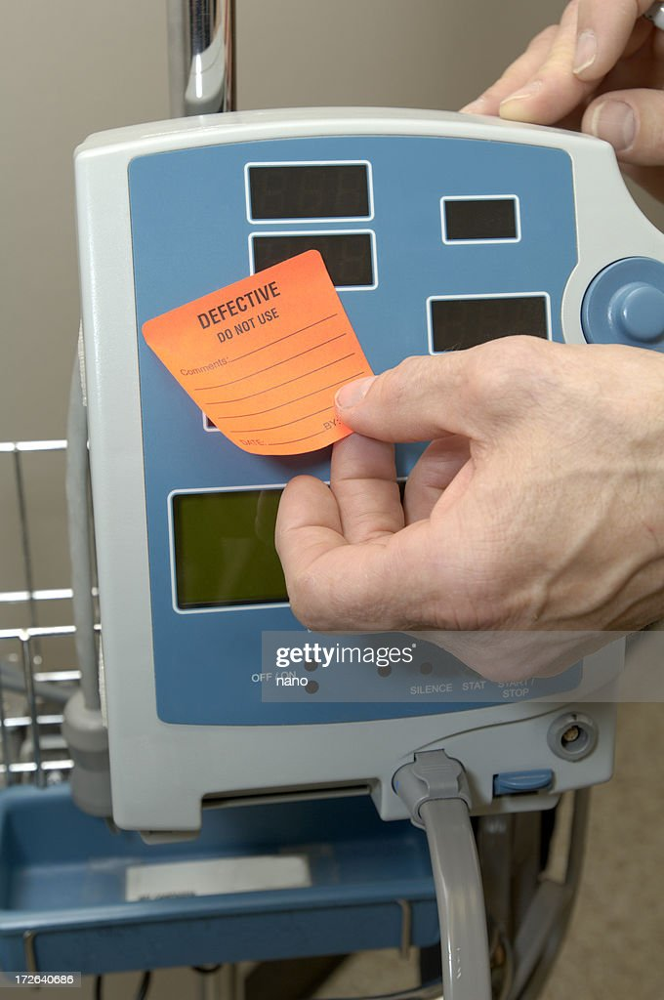 DEFECTIVE
DO NOT USE
Comments:
DATE: BY:
gettyimages®
nano
OFF / ON
SILENCE STAT START /
STOP
172640686